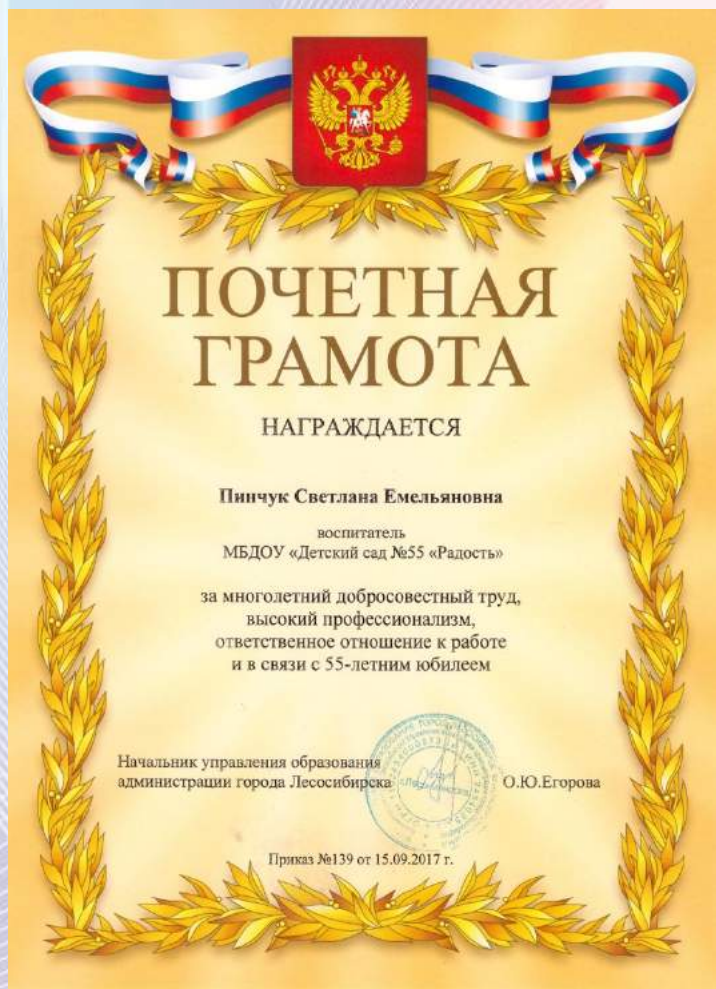 ПОЧЕТНАЯ
ГРАМОТА
НАГРАЖДАЕТСЯ
Пинчук Светлана Емельяновна
воспитатель
МБДОУ «Детский сад №55 «Радость»
за многолетний добросовестный труд,
высокий профессионализм,
ответственное отношение к работе
и в связи с 55-летним юбилеем
Начальник управления образования
администрации города Лесосибирска О.Ю.Егорова
Приказ №139 от 15.09.2017 г.